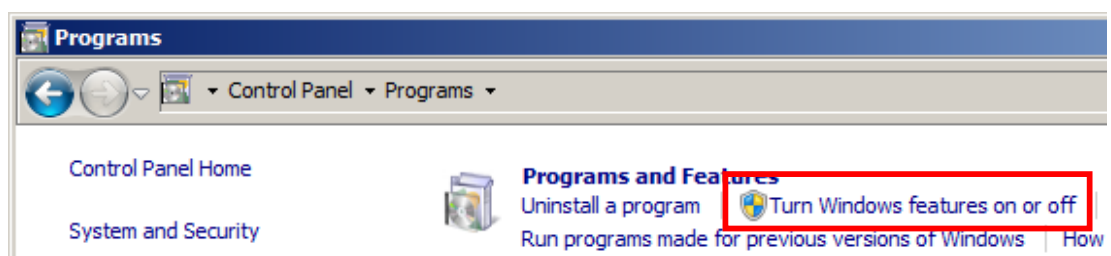 Programs
Control Panel Programs
Control Panel Home
Programs and Features
Uninstall a program Turn Windows features on or off
System and Security
Run programs made for previous versions of Windows How